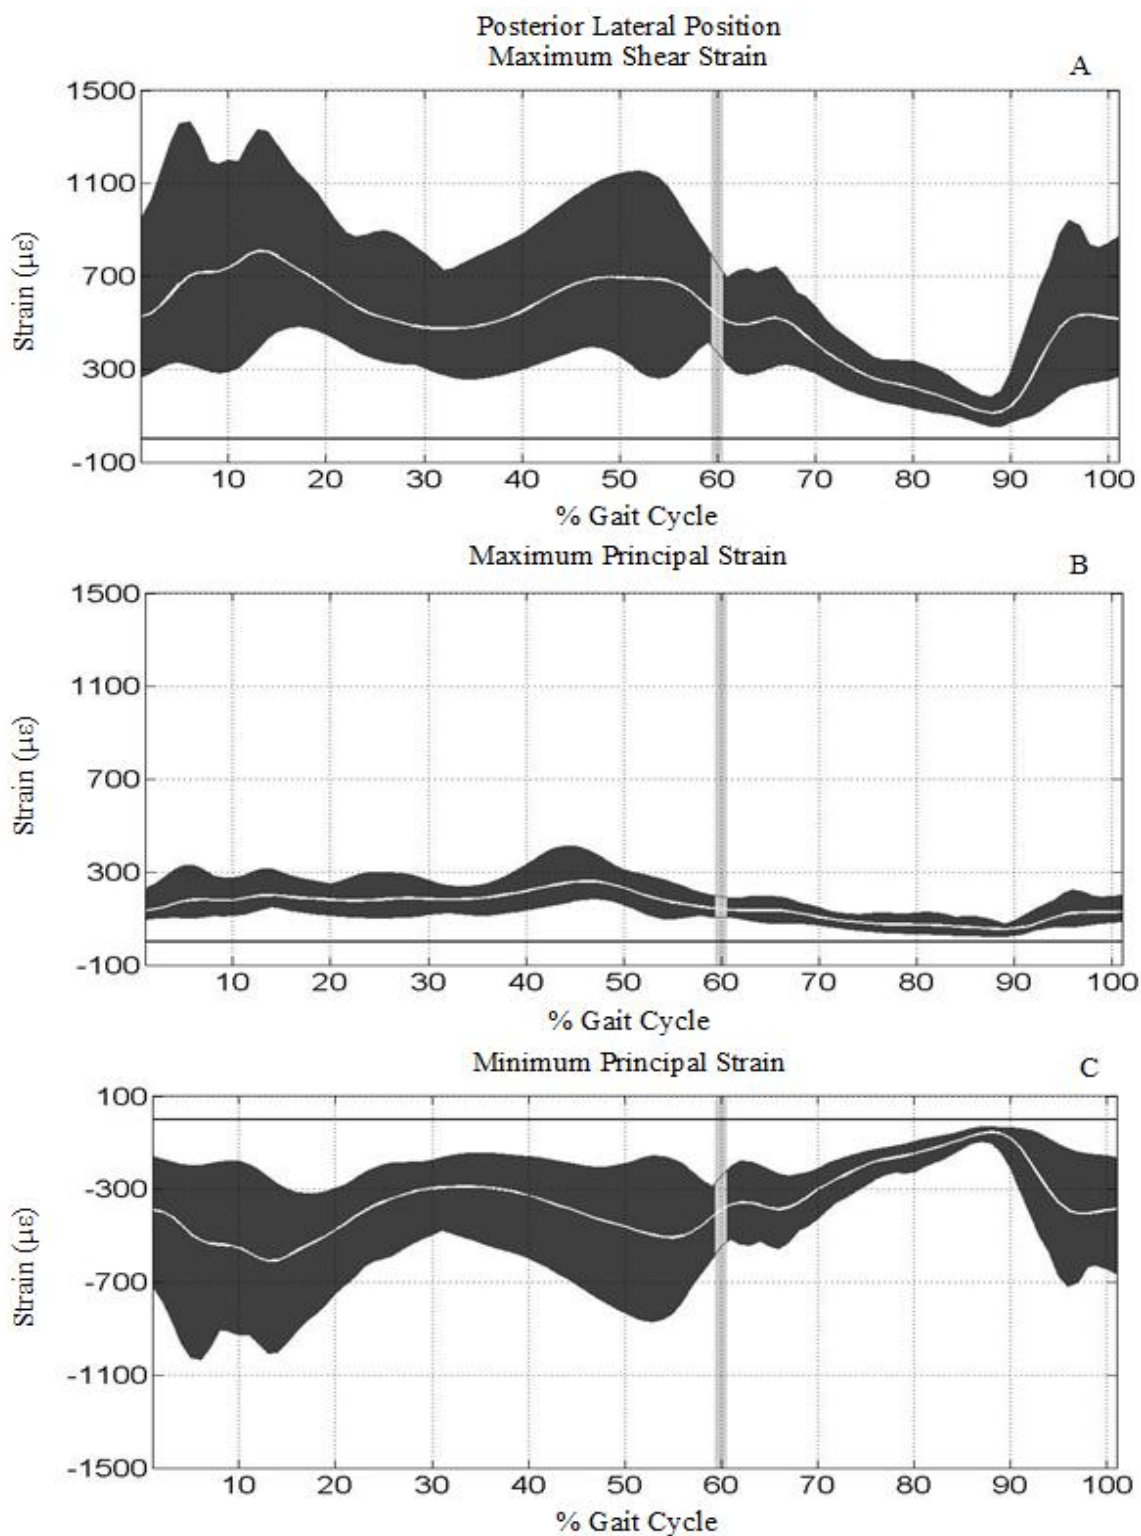 Posterior Lateral Position
Maximum Shear Strain
A
1500
1100
700
300
-100
Strain (με)
10 20 30 40 50 60 70 80 90 100
% Gait Cycle
Maximum Principal Strain
B
1500
1100
700
300
-100
Strain (με)
10 20 30 40 50 60 70 80 90 100
% Gait Cycle
Minimum Principal Strain
C
100
-300
-700
-1100
-1500
Strain (με)
10 20 30 40 50 60 70 80 90 100
% Gait Cycle